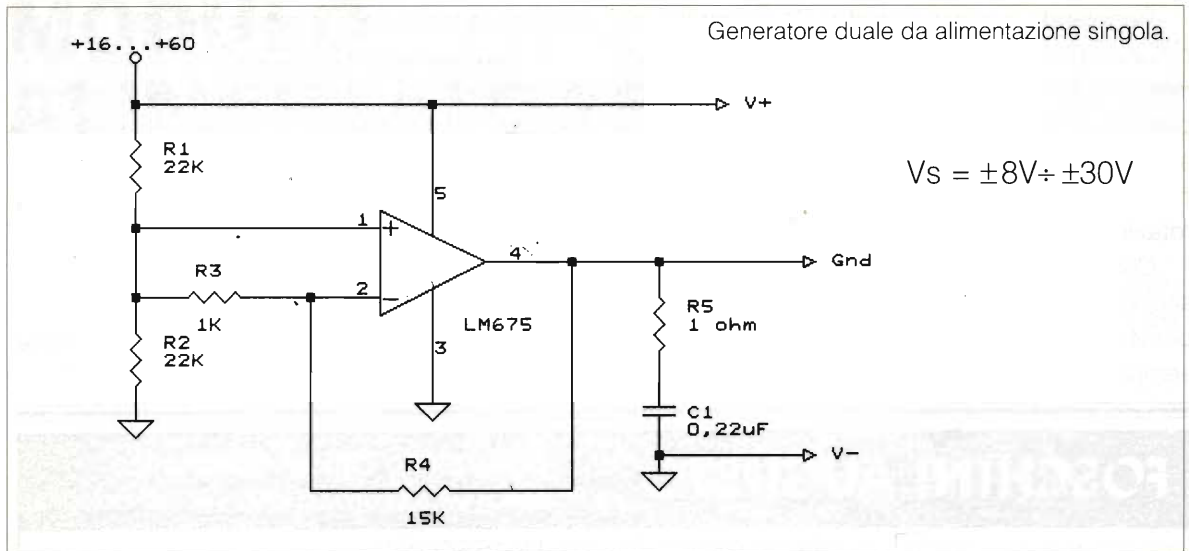 Generatore duale da alimentazione singola.
+16...+60
V+
R1
22K
Vs = ±8V÷ ±30V
5
1
+
4
Gnd
R3
2
-
1K
LM675
R5
1 ohm
R2
22K
3
C1
0,22uF
V-
R4
15K